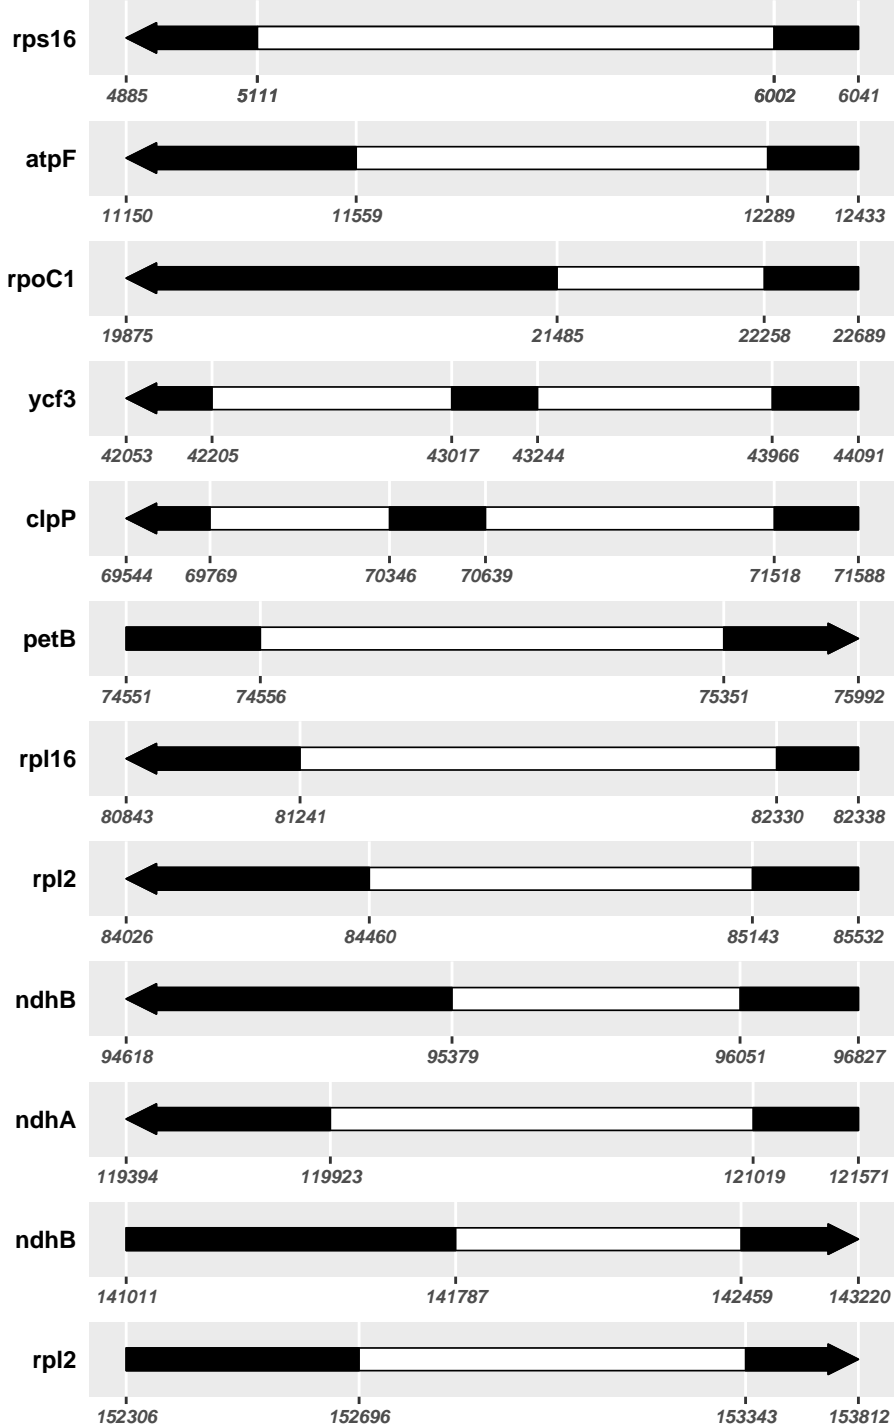 rps16
4885 5111 6002 6041
atpF
11150 11559 12289 12433
rpoC1
19875 21485 22258 22689
ycf3
42053 42205 43017 43244 43966 44091
clpP
69544 69769 70346 70639 71518 71588
petB
74551 74556 75351 75992
rpl16
80843 81241 82330 82338
rpl2
84026 84460 85143 85532
ndhB
94618 95379 96051 96827
ndhA
119394 119923 121019 121571
ndhB
141011 141787 142459 143220
rpl2
152306 152696 153343 153812